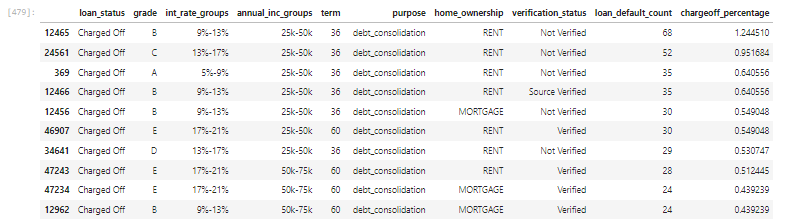 [479]:
loan_status grade int_rate_groups annual_inc_groups term purpose home_ownership verification_status loan_default_count chargeoff_percentage
12465 Charged Off B 9%-13% 25k-50k 36 debt_consolidation RENT Not Verified 68 1.244510
24561 Charged Off C 13%-17% 25k-50k 36 debt_consolidation RENT Not Verified 52 0.951684
369 Charged Off A 5%-9% 25k-50k 36 debt_consolidation RENT Not Verified 35 0.640556
12466 Charged Off B 9%-13% 25k-50k 36 debt_consolidation RENT Source Verified 35 0.640556
12456 Charged Off B 9%-13% 25k-50k 36 debt_consolidation MORTGAGE Not Verified 30 0.549048
46907 Charged Off E 17%-21% 25k-50k 60 debt_consolidation RENT Verified 30 0.549048
34641 Charged Off D 13%-17% 25k-50k 36 debt_consolidation RENT Not Verified 29 0.530747
47243 Charged Off E 17%-21% 50k-75k 60 debt_consolidation RENT Verified 28 0.512445
47234 Charged Off E 17%-21% 50k-75k 60 debt_consolidation MORTGAGE Verified 24 0.439239
12962 Charged Off B 9%-13% 50k-75k 60 debt_consolidation MORTGAGE Verified 24 0.439239